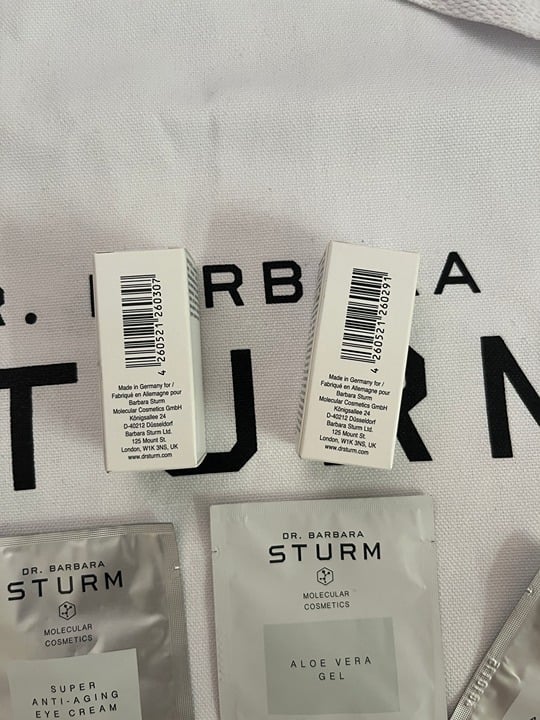 DR. BARBARA
STURM
4 260521 260307
Made in Germany for /
Fabriqué en Allemagne pour
Barbara Sturm
Molecular Cosmetics GmbH
Königsallee 24
D-40212 Düsseldorf
Barbara Sturm Ltd.
125 Mount St.
London, W1K 3NS, UK
www.drsturm.com
4 260521 260291
Made in Germany for /
Fabriqué en Allemagne pour
Barbara Sturm
Molecular Cosmetics GmbH
Königsallee 24
D-40212 Düsseldorf
Barbara Sturm Ltd.
125 Mount St.
London, W1K 3NS, UK
www.drsturm.com
DR. BARBARA
STURM
MOLECULAR
COSMETICS
SUPER
ANTI-AGING
EYE CREAM
DR. BARBARA
STURM
MOLECULAR
COSMETICS
ALOE VERA
GEL